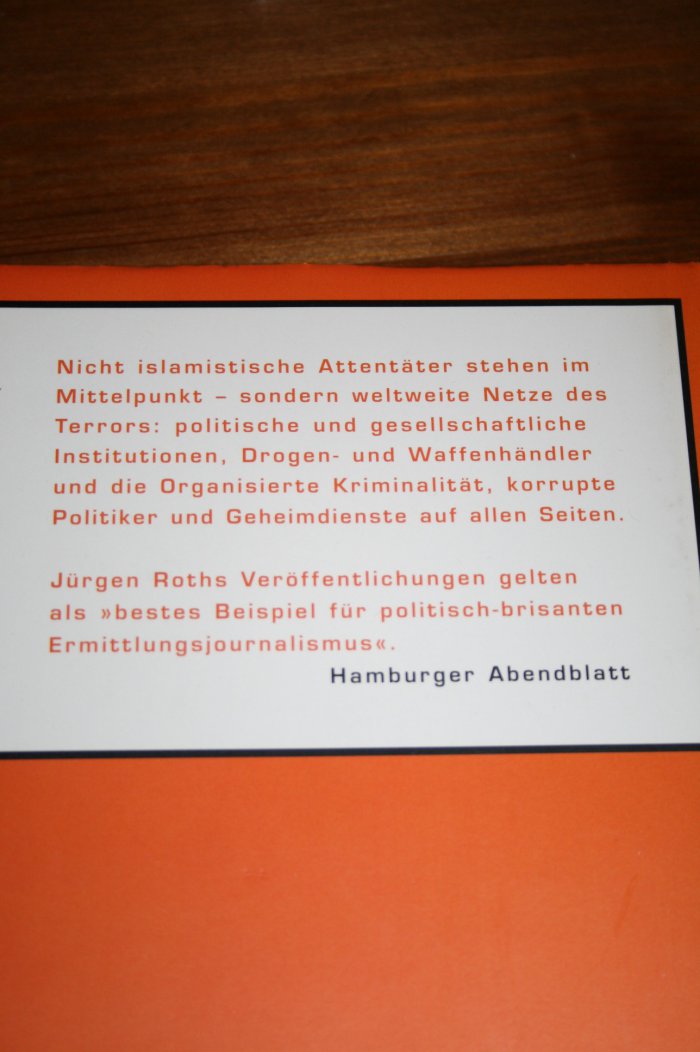 Nicht islamistische Attentäter stehen im
Mittelpunkt – sondern weltweite Netze des
Terrors: politische und gesellschaftliche
Institutionen, Drogen- und Waffenhändler
und die Organisierte Kriminalität, korrupte
Politiker und Geheimdienste auf allen Seiten.
Jürgen Roths Veröffentlichungen gelten
als »bestes Beispiel für politisch-brisanten
Ermittlungsjournalismus«.
Hamburger Abendblatt